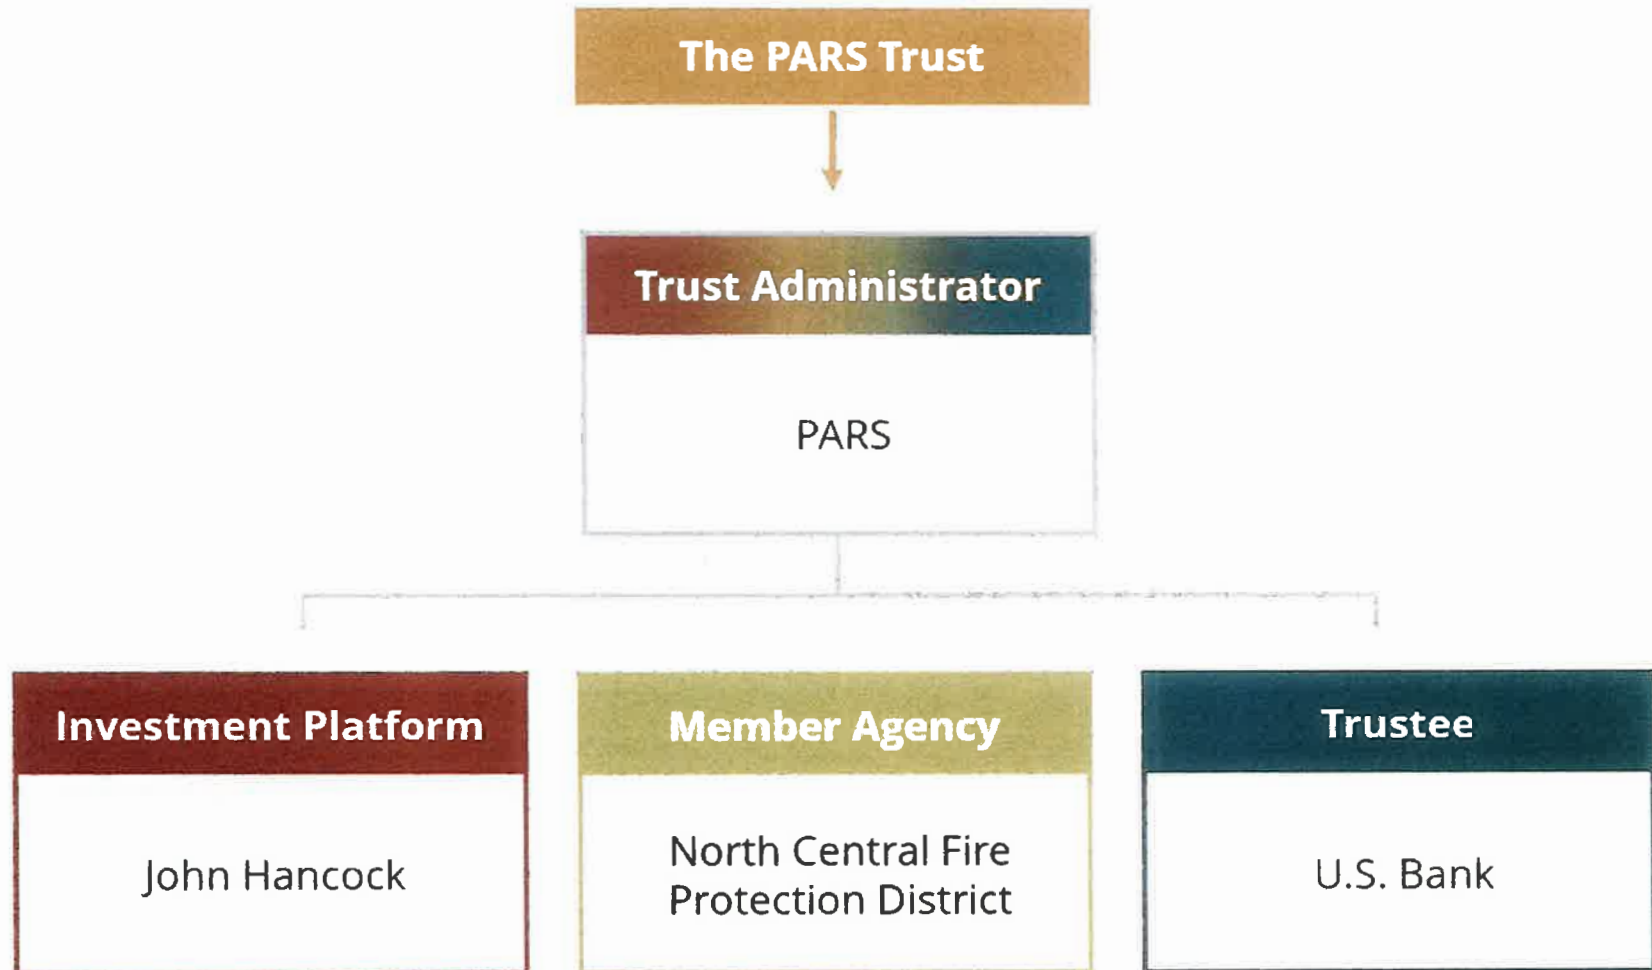 The PARS Trust
Trust Administrator
PARS
Investment Platform
John Hancock
Member Agency
North Central Fire
Protection District
Trustee
U.S. Bank